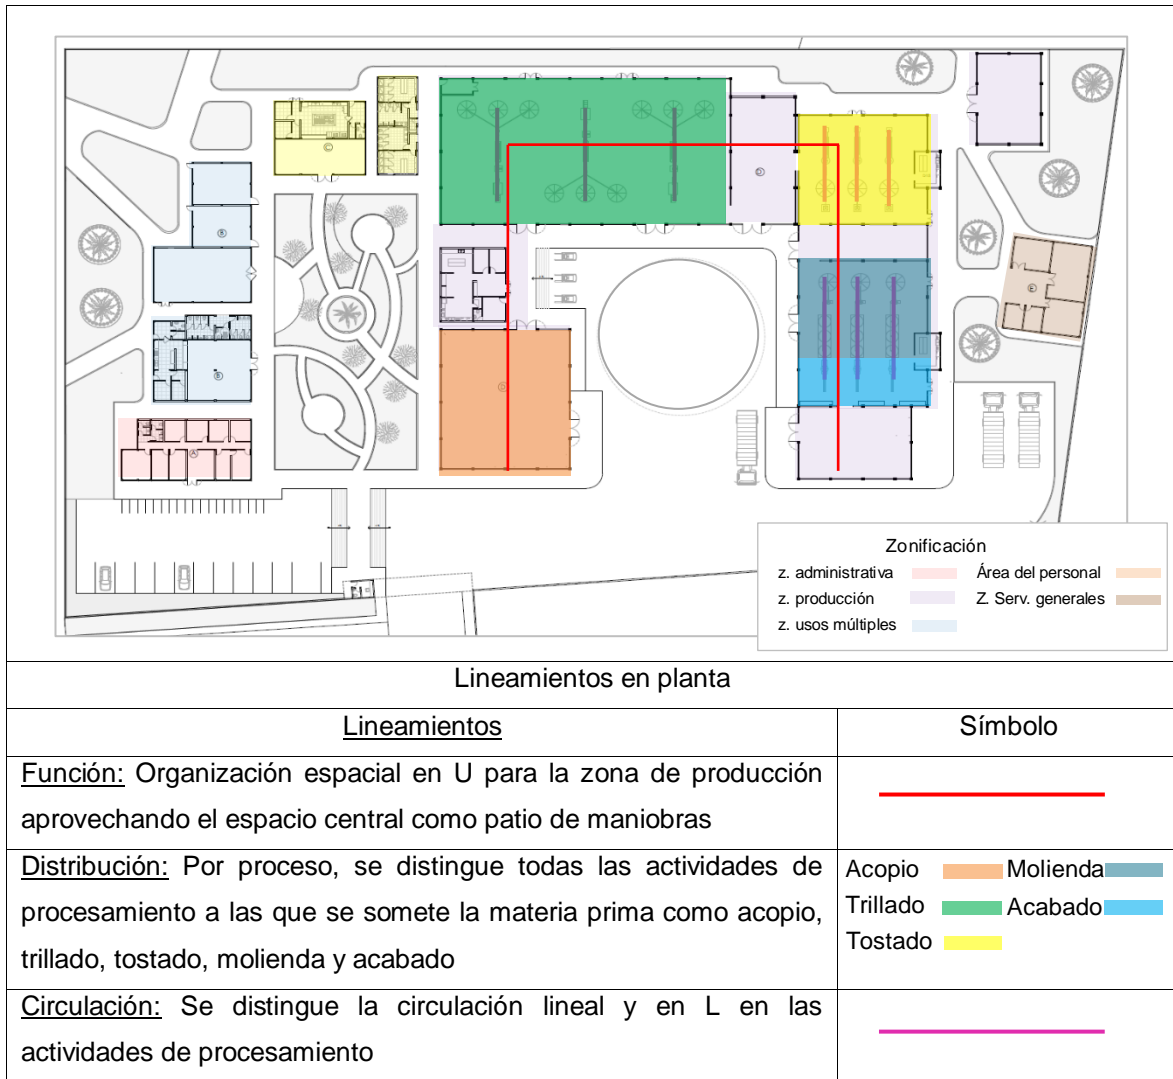 Zonificación
z. administrativa
Área del personal
z. producción
Z. Serv. generales
z. usos múltiples
Lineamientos en planta
Lineamientos
Símbolo
Función: Organización espacial en U para la zona de producción
aprovechando el espacio central como patio de maniobras
Distribución: Por proceso, se distingue todas las actividades de
procesamiento a las que se somete la materia prima como acopio,
trillado, tostado, molienda y acabado
Acopio
Molienda
Trillado
Acabado
Tostado
Circulación: Se distingue la circulación lineal y en L en las
actividades de procesamiento